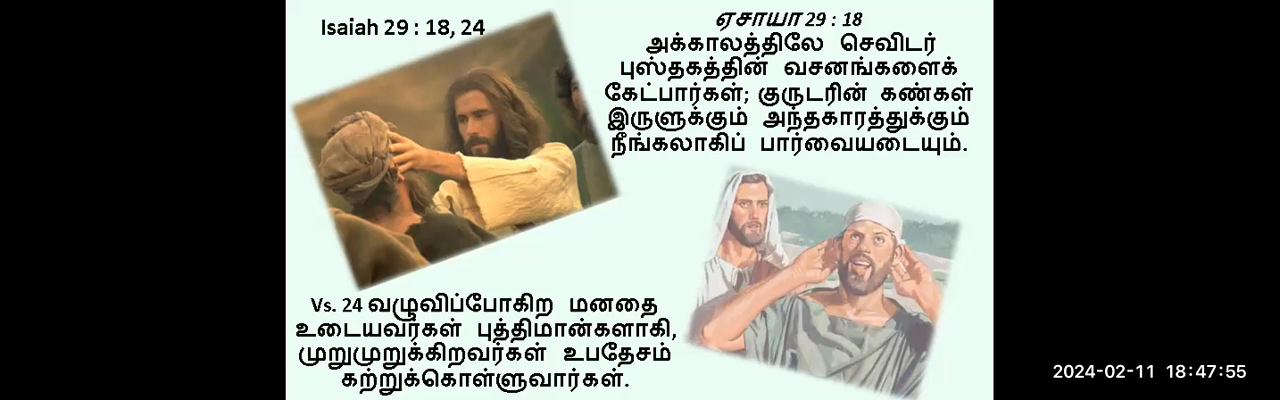 Isaiah 29 : 18, 24
ஏசாயா 29 : 18
அக்காலத்திலே செவிடர்
புஸ்தகத்தின் வசனங்களைக்
கேட்பார்கள்; குருடரின் கண்கள்
இருளுக்கும் அந்தகாரத்துக்கும்
நீங்கலாகிப் பார்வையடையும்.
Vs. 24 வழுவிப்போகிற மனதை
உடையவர்கள் புத்திமான்களாகி,
முறுமுறுக்கிறவர்கள் உபதேசம்
கற்றுக்கொள்ளுவார்கள்.
2024-02-11 18:47:55